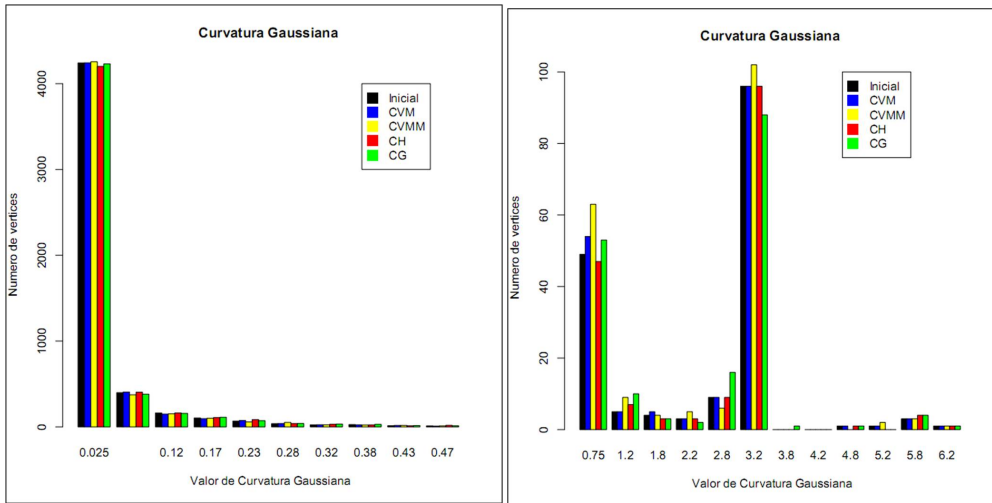 Curvatura Gaussiana
Numero de vertices
4000
3000
2000
1000
0
Inicial
CVM
CVMM
CH
CG
0.025 0.12 0.17 0.23 0.28 0.32 0.38 0.43 0.47
Valor de Curvatura Gaussiana
Curvatura Gaussiana
Numero de vertices
100
80
60
40
20
0
Inicial
CVM
CVMM
CH
CG
0.75 1.2 1.8 2.2 2.8 3.2 3.8 4.2 4.8 5.2 5.8 6.2
Valor de Curvatura Gaussiana